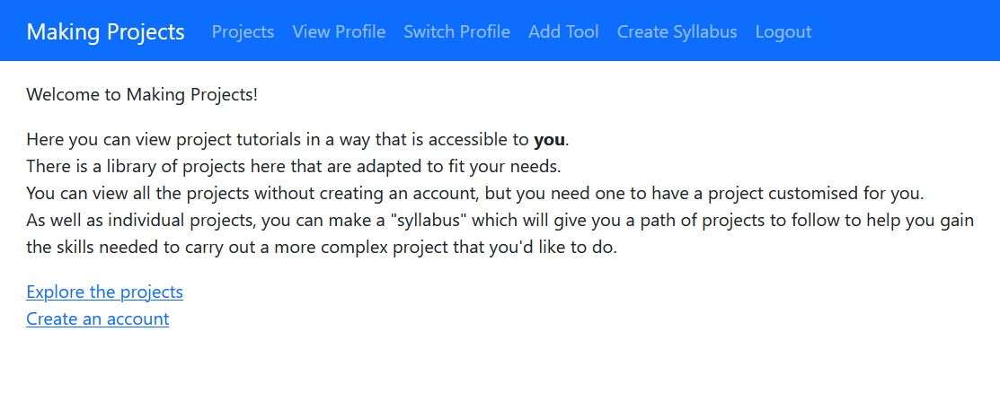 Making Projects Projects View Profile Switch Profile Add Tool Create Syllabus Logout
Welcome to Making Projects!
Here you can view project tutorials in a way that is accessible to you.
There is a library of projects here that are adapted to fit your needs.
You can view all the projects without creating an account, but you need one to have a project customised for you.
As well as individual projects, you can make a "syllabus" which will give you a path of projects to follow to help you gain
the skills needed to carry out a more complex project that you'd like to do.
Explore the projects
Create an account